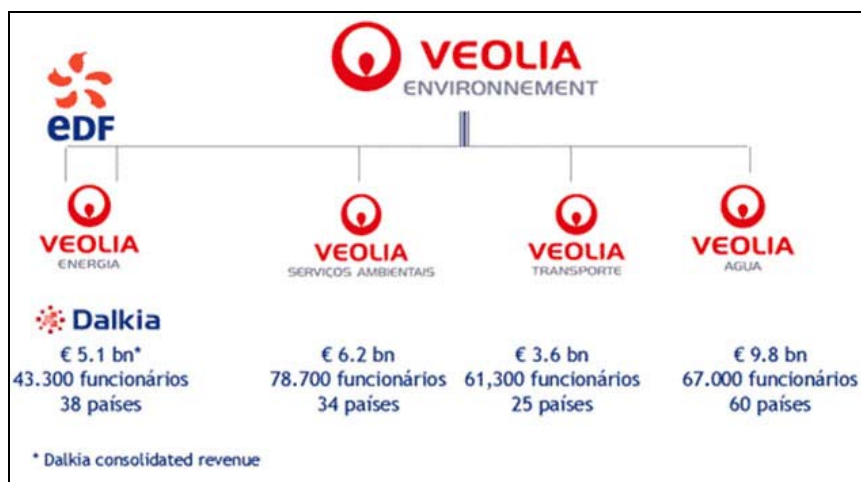 VEOLIA
ENVIRONNEMENT
eDF
VEOLIA
ENERGIA
VEOLIA
SERVIÇOS AMBIENTAIS
VEOLIA
TRANSPORTE
VEOLIA
AGUA
Dalkia
€ 5.1 bn*
43.300 funcionários
38 países
€ 6.2 bn
78.700 funcionários
34 países
€ 3.6 bn
61,300 funcionários
25 países
€ 9.8 bn
67.000 funcionários
60 países
* Dalkia consolidated revenue